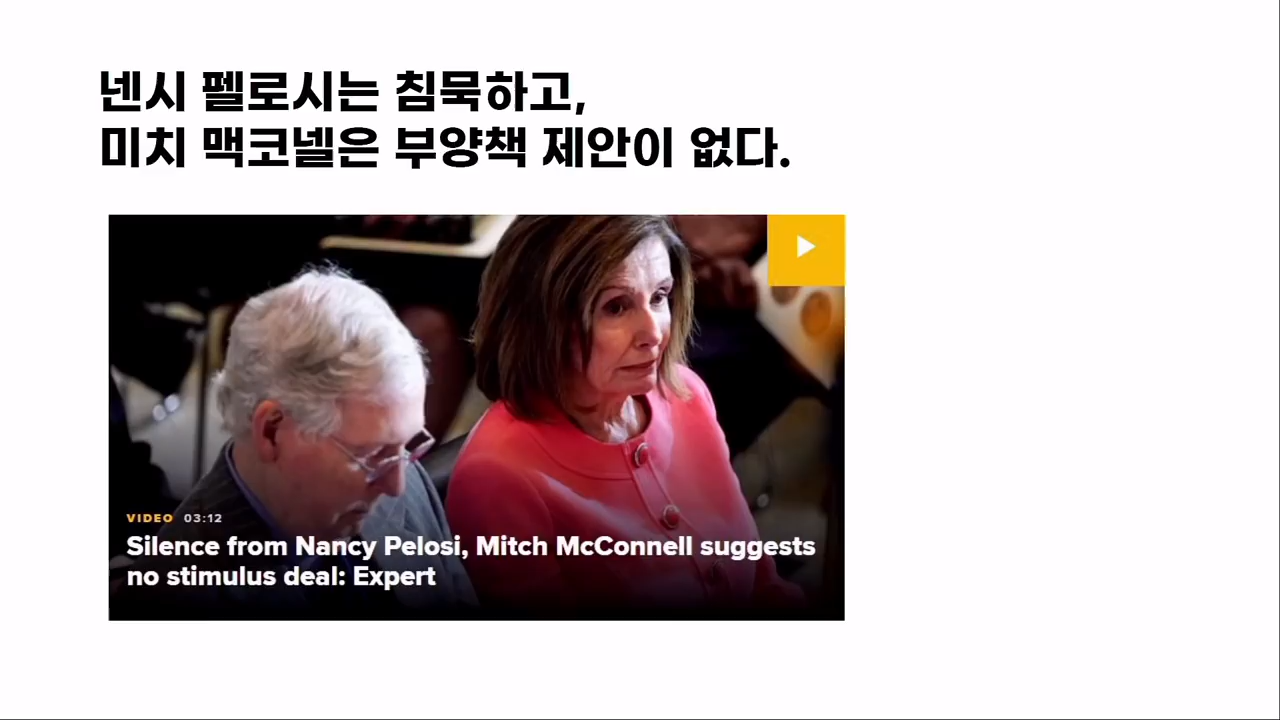 넨시 펠로시는 침묵하고,
미치 맥코넬은 부양책 제안이 없다.
VIDEO 03:12
Silence from Nancy Pelosi, Mitch McConnell suggests
no stimulus deal: Expert